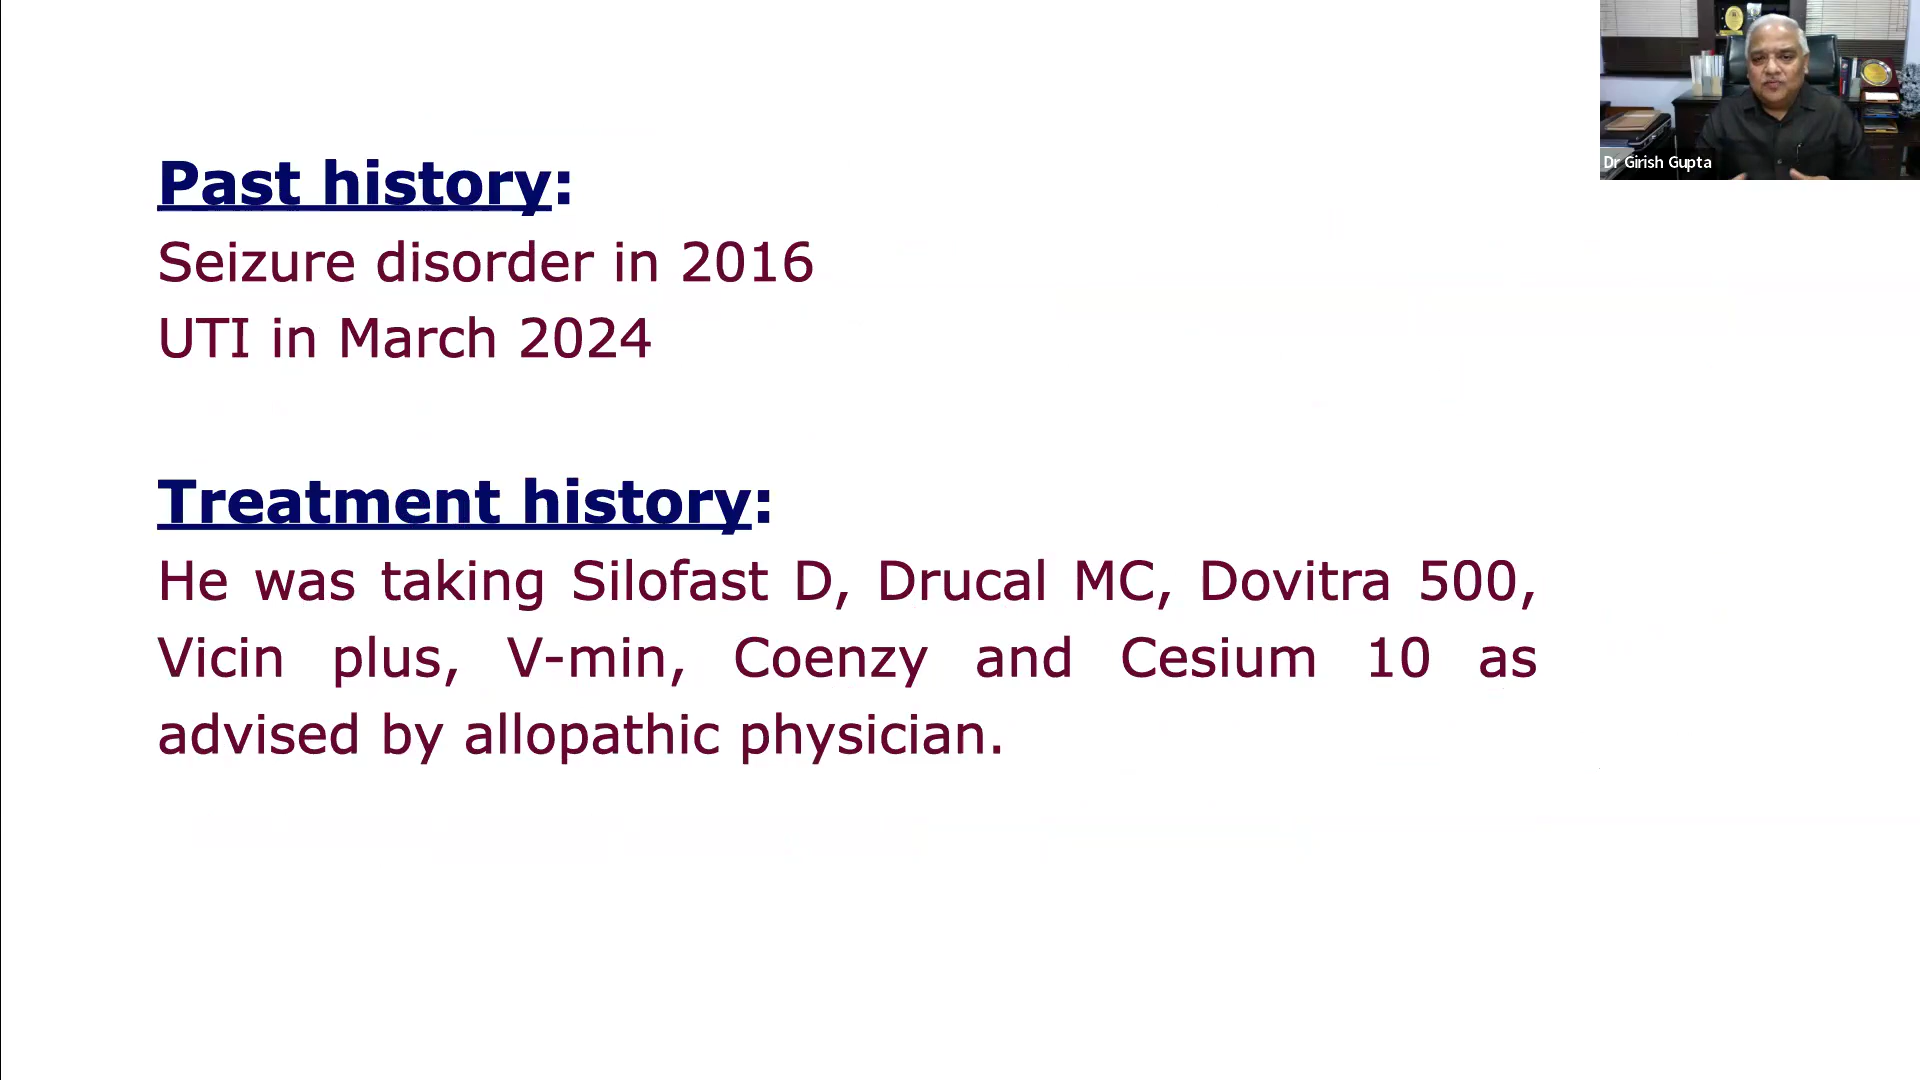 Past history:
Seizure disorder in 2016
UTI in March 2024
Treatment history:
He was taking Silofast D, Drucal MC, Dovitra 500,
Vicin plus, V-min, Coenzy and Cesium 10 as
advised by allopathic physician.
Dr Girish Gupta